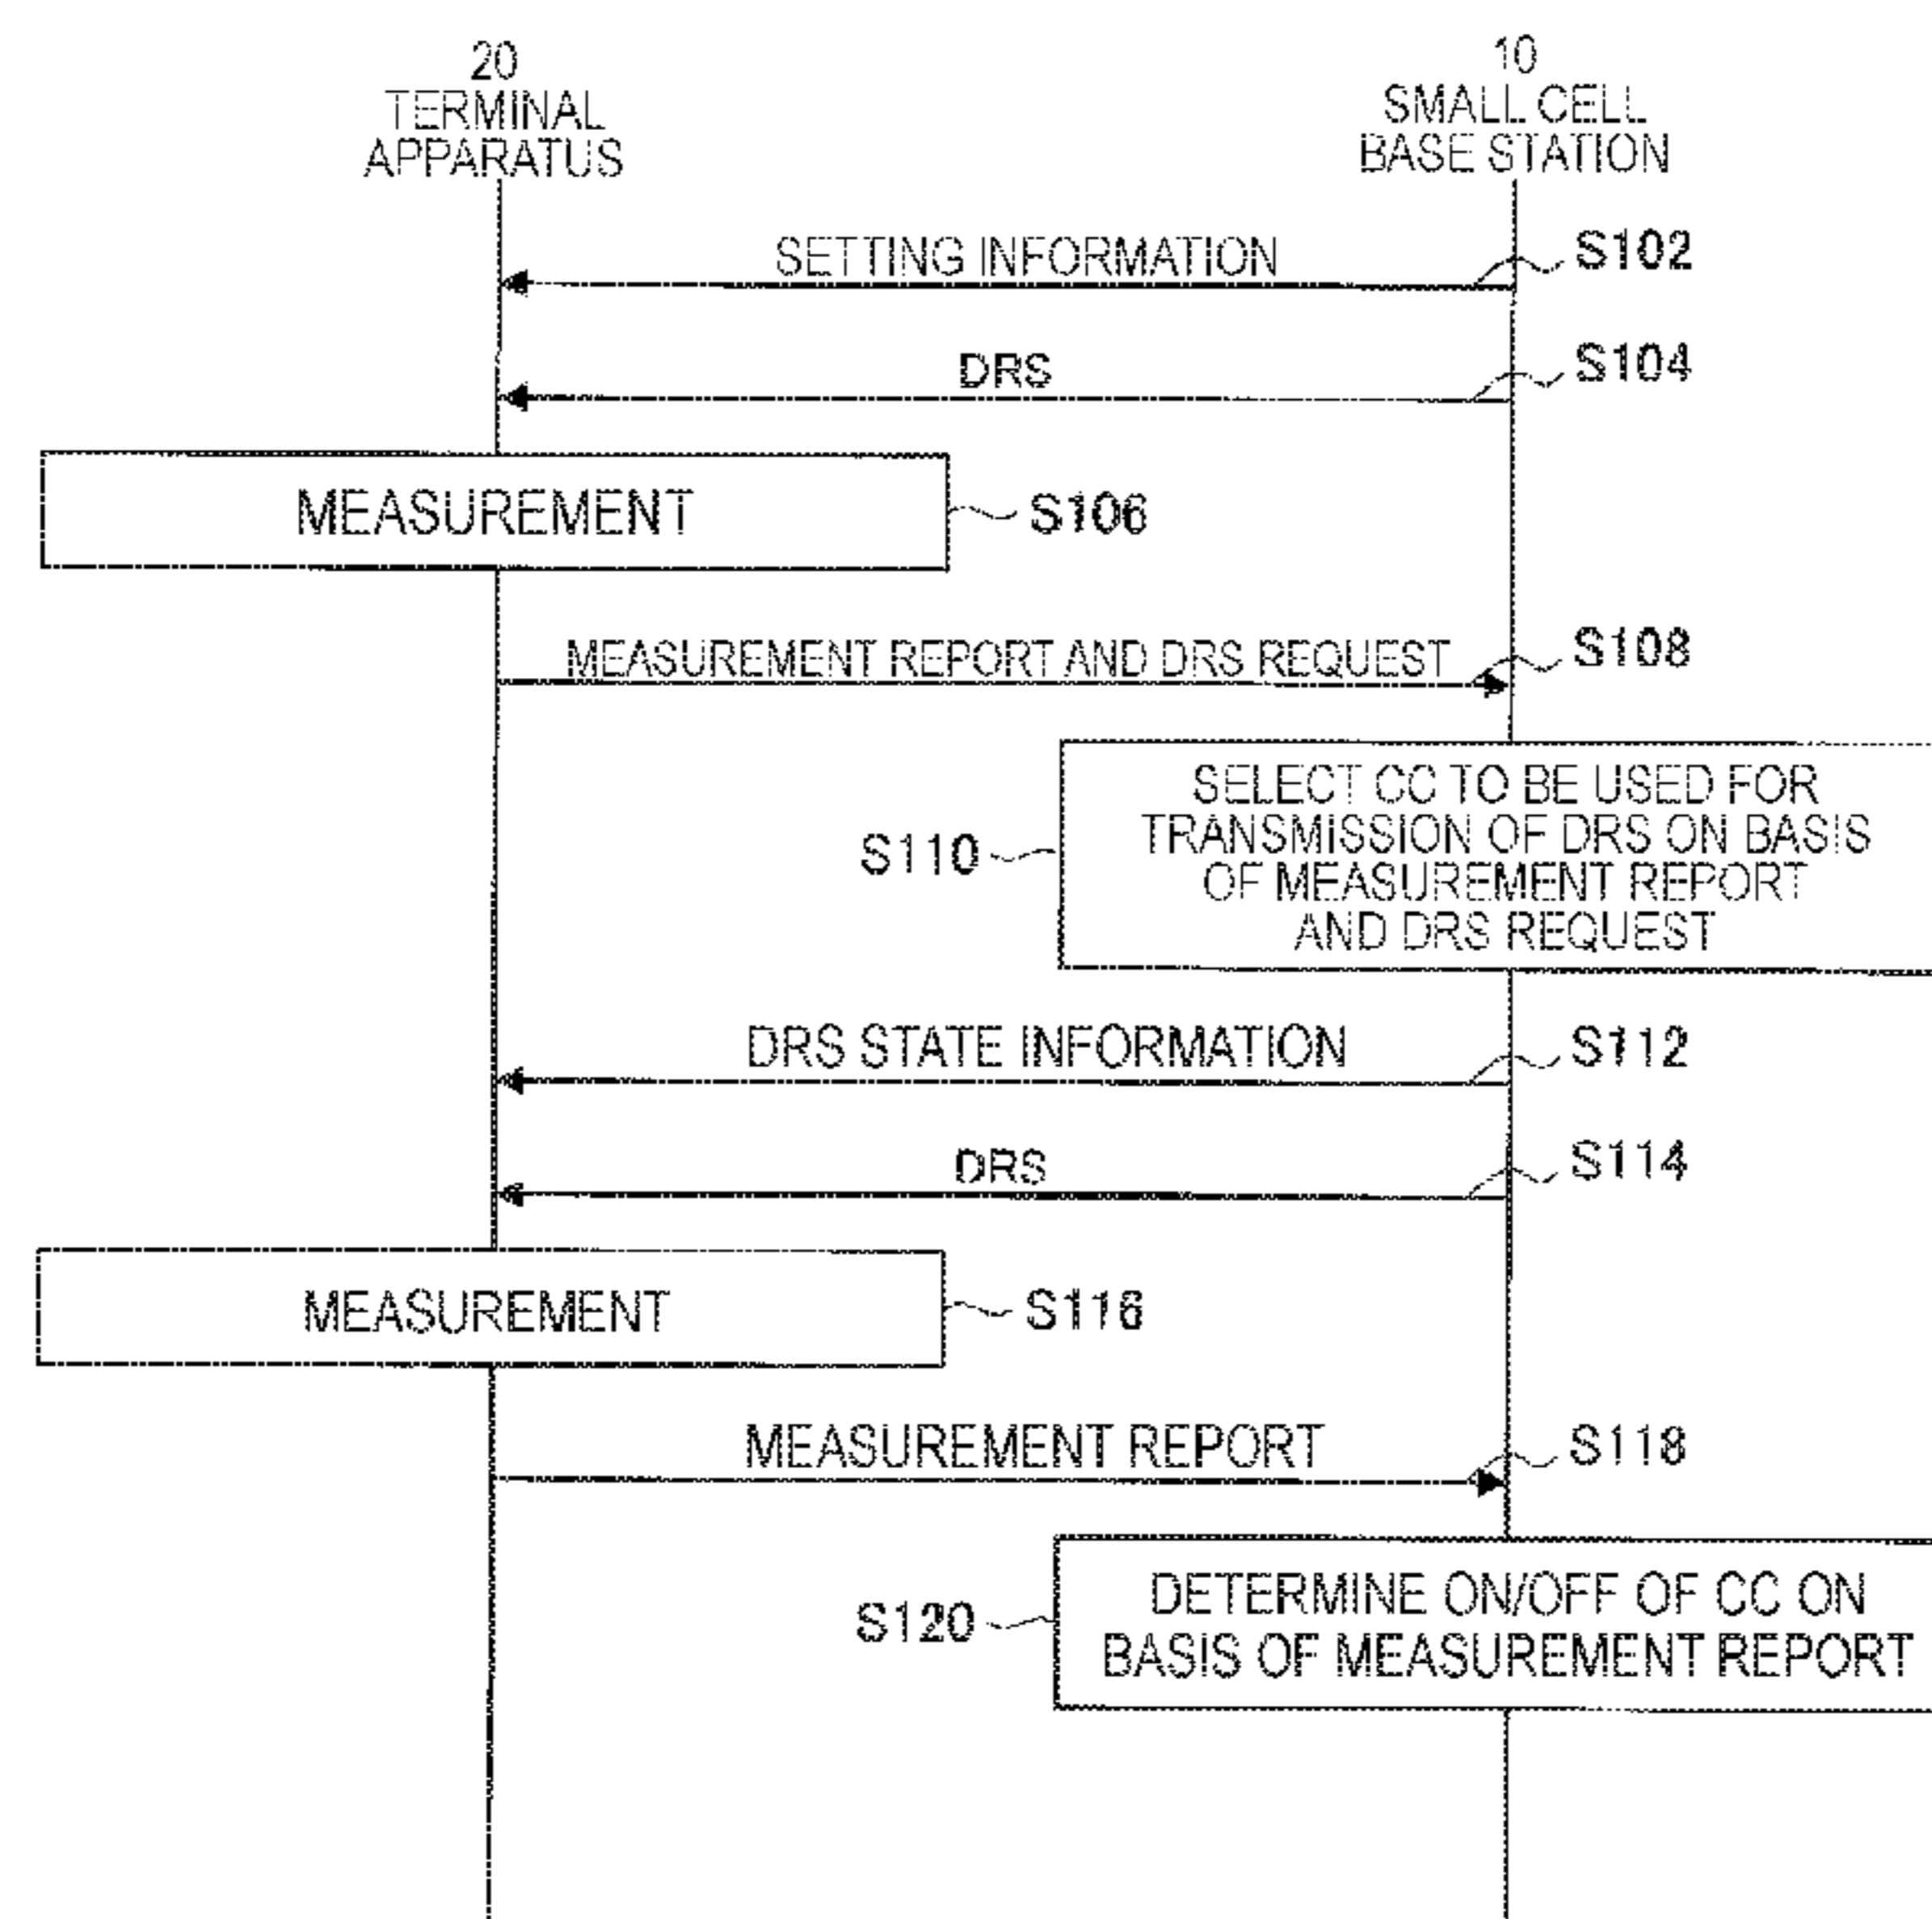 20
TERMINAL
APPARATUS
10
SMALL CELL
BASE STATION
SETTING INFORMATION
S102
DRS
S104
MEASUREMENT
S106
MEASUREMENT REPORT AND DRS REQUEST
S108
SELECT CC TO BE USED FOR
TRANSMISSION OF DRS ON BASIS
OF MEASUREMENT REPORT
AND DRS REQUEST
S110
DRS STATE INFORMATION
S112
DRS
S114
MEASUREMENT
S116
MEASUREMENT REPORT
S118
DETERMINE ON/OFF OF CC ON
BASIS OF MEASUREMENT REPORT
S120